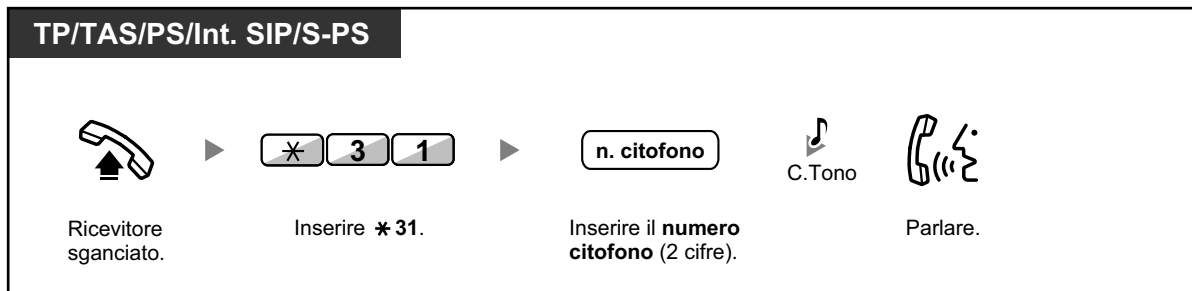 TP/TAS/PS/Int. SIP/S-PS
* 3 1
n. citofono
C.Tono
Ricevitore
sganciato.
Inserire * 31.
Inserire il numero
citofono (2 cifre).
Parlare.